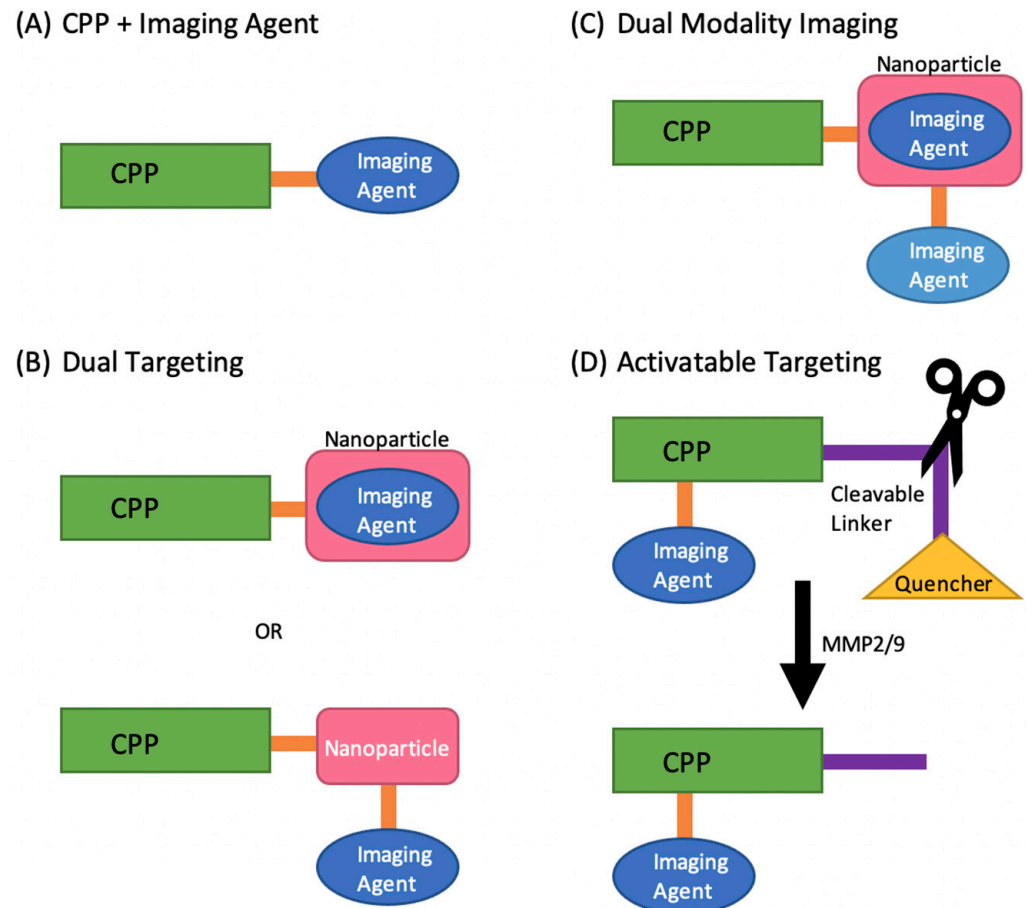 (A) CPP + Imaging Agent
CPP
Imaging
Agent
(B) Dual Targeting
Nanoparticle
CPP
Imaging
Agent
OR
CPP
Nanoparticle
Imaging
Agent
(C) Dual Modality Imaging
Nanoparticle
CPP
Imaging
Agent
Imaging
Agent
(D) Activatable Targeting
CPP
Cleavable
Linker
Imaging
Agent
Quencher
MMP2/9
CPP
Imaging
Agent